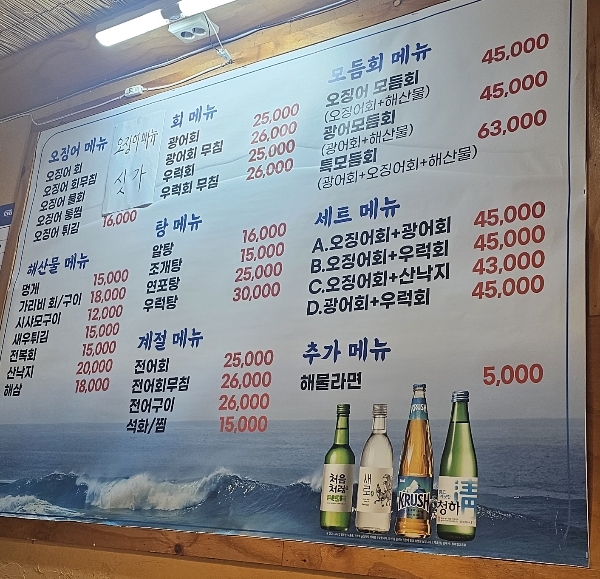 오징어 메뉴
오징어 회
오징어 회무침
오징어 물회
오징어 통찜
오징어 튀김 16,000
오징어메뉴
싯가
해산물 메뉴
멍게 15,000
가리비 회/구이 18,000
시샤모구이 12,000
새우튀김 15,000
전복회 15,000
산낙지 20,000
해삼 18,000
회 메뉴
광어회 25,000
광어회 무침 26,000
우럭회 25,000
우럭회 무침 26,000
탕 메뉴
알탕 16,000
조개탕 15,000
연포탕 25,000
우럭탕 30,000
계절 메뉴
전어회 25,000
전어회무침 26,000
전어구이 26,000
석화/찜 15,000
모듬회 메뉴
오징어 모듬회 45,000
(오징어회+해산물)
광어모듬회 45,000
(광어회+해산물)
특모듬회 63,000
(광어회+오징어회+해산물)
세트 메뉴
A.오징어회+광어회 45,000
B.오징어회+우럭회 45,000
C.오징어회+산낙지 43,000
D.광어회+우럭회 45,000
추가 메뉴
해물라면 5,000
처음
처럼
새로
KRUSH
청하